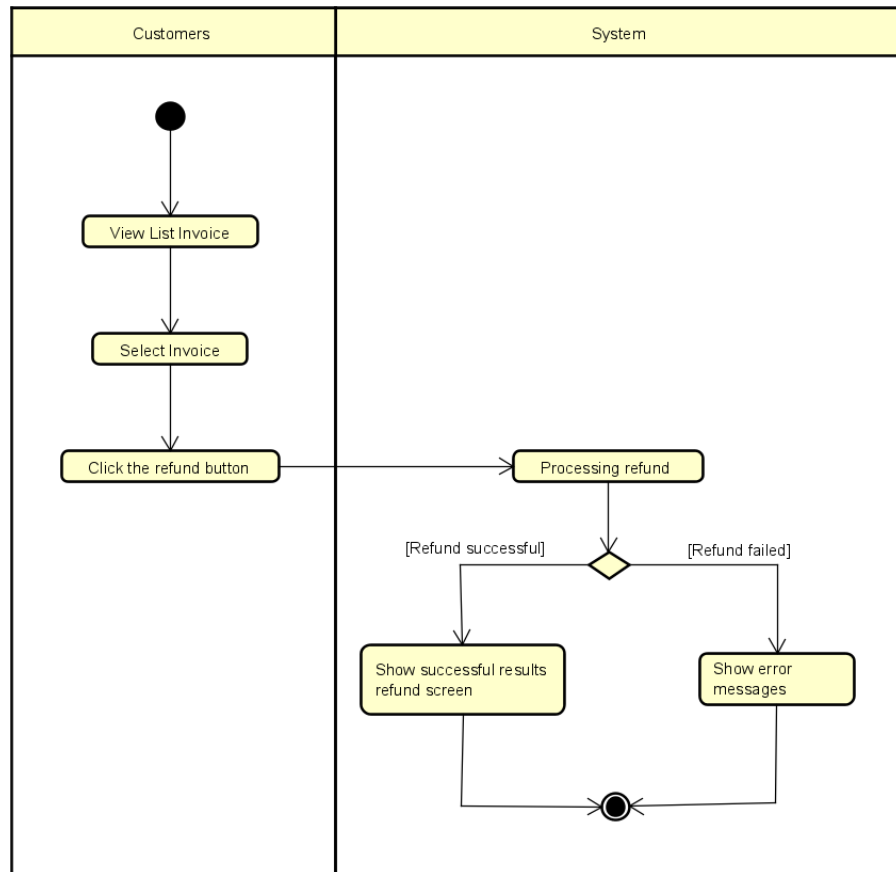 Customers
System
View List Invoice
Select Invoice
Click the refund button
Processing refund
[Refund successful]
[Refund failed]
Show successful results
refund screen
Show error
messages